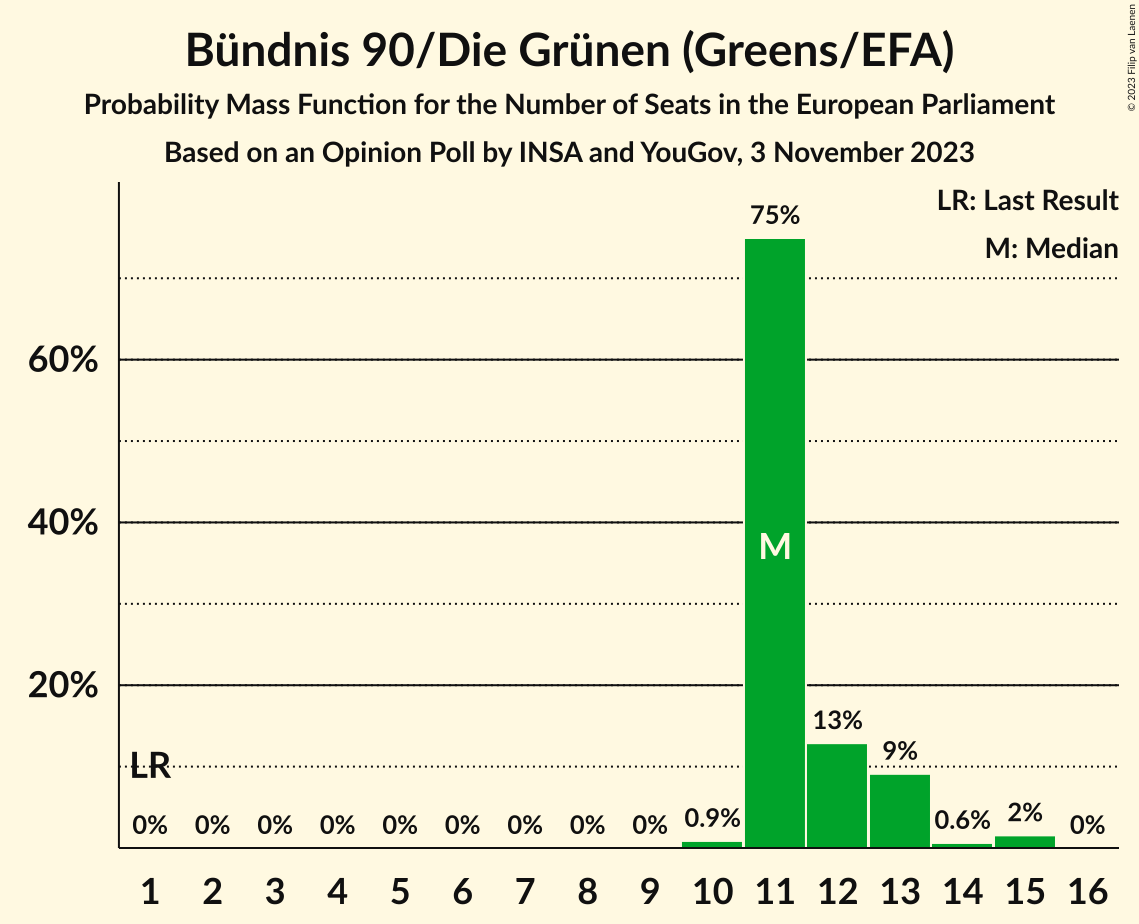 Bündnis 90/Die Grünen (Greens/EFA)
Probability Mass Function for the Number of Seats in the European Parliament
Based on an Opinion Poll by INSA and YouGov, 3 November 2023
© 2023 Filip van Laenen
LR: Last Result
M: Median
75%
60%
40%
M
20%
13%
9%
LR
0% 0% 0% 0% 0% 0% 0% 0% 0% 0.9% 0.6% 2% 0%
1 2 3 4 5 6 7 8 9 10 11 12 13 14 15 16